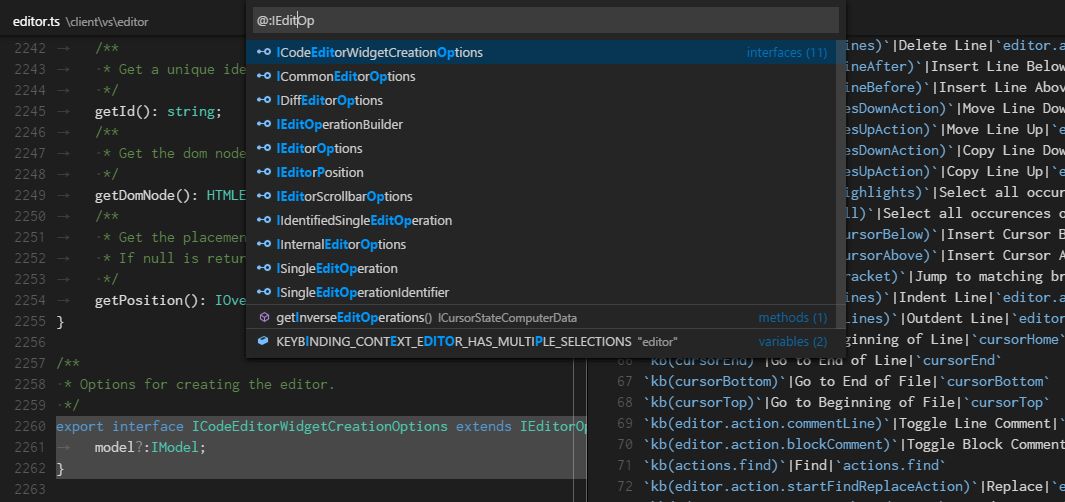 editor.ts \client\vs\editor
@:IEditOp
ICodeEditorWidgetCreationOptions interfaces (11)
ICommonEditorOptions
IDiffEditorOptions
IEditOperationBuilder
IEditorOptions
IEditorPosition
IEditorScrollbarOptions
IIdentifiedSingleEditOperation
IInternalEditorOptions
ISingleEditOperation
ISingleEditOperationIdentifier
getInverseEditOperations() ICursorStateComputerData methods (1)
KEYBINDING_CONTEXT_EDITOR_HAS_MULTIPLE_SELECTIONS "editor" variables (2)
2242 /**
2243 * Get a unique ide
2244 */
2245 getId(): string;
2246 /**
2247 * Get the dom node
2248 */
2249 getDomNode(): HTMLE
2250 /**
2251 * Get the placemen
2252 * If null is retur
2253 */
2254 getPosition(): IOve
2255 }
2256
2257 /**
2258 * Options for creating the editor.
2259 */
2260 export interface ICodeEditorWidgetCreationOptions extends IEditorOp
2261 model?:IModel;
2262 }
2263
ines)`|Delete Line|`editor.a
ineAfter)`|Insert Line Below
ineBefore)`|Insert Line Abov
esDownAction)`|Move Line Dow
esUpAction)`|Move Line Up|`e
esDownAction)`|Copy Line Dow
esUpAction)`|Copy Line Up|`e
ighlights)`|Select all occur
ll)`|Select all occurences o
ursorBelow)`|Insert Cursor B
ursorAbove)`|Insert Cursor A
racket)`|Jump to matching br
ines)`|Indent Line|`editor.a
Lines)`|Outdent Line|`editor
ginning of Line|`cursorHome`
66 `kb(cursorEnd)`|Go to End of Line|`cursorEnd`
67 `kb(cursorBottom)`|Go to End of File|`cursorBottom`
68 `kb(cursorTop)`|Go to Beginning of File|`cursorTop`
69 `kb(editor.action.commentLine)`|Toggle Line Comment|`
70 `kb(editor.action.blockComment)`|Toggle Block Comment
71 `kb(actions.find)`|Find|`actions.find`
72 `kb(editor.action.startFindReplaceAction)`|Replace|`e